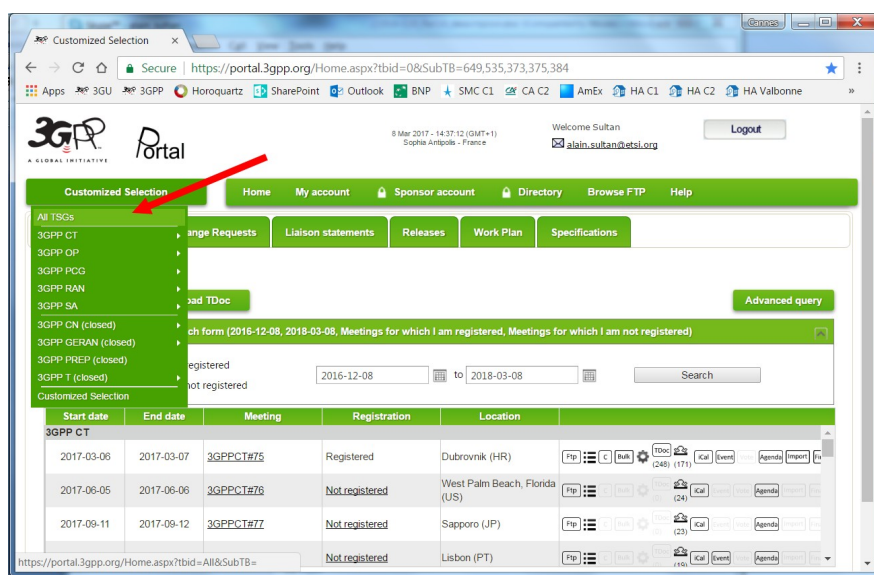 Cannes
Customized Selection
Secure | https://portal.3gpp.org/Home.aspx?tbid=0&SubTB=649,535,373,375,384
Apps 3GU 3GPP Horoquartz SharePoint Outlook BNP SMC C1 CA C2 AmEx HA C1 HA C2 HA Valbonne »
3GPP
A GLOBAL INITIATIVE
Portal
8 Mar 2017 - 14:37:12 (GMT+1)
Sophia Antipolis - France
Welcome Sultan
alain.sultan@etsi.org
Logout
Customized Selection Home My account Sponsor account Directory Browse FTP Help
All TSGs
3GPP CT
3GPP OP
3GPP PCG
3GPP RAN
3GPP SA
3GPP CN (closed)
3GPP GERAN (closed)
3GPP PREP (closed)
3GPP T (closed)
Customized Selection
ange Requests Liaison statements Releases Work Plan Specifications
ad TDoc Advanced query
ch form (2016-12-08, 2018-03-08, Meetings for which I am registered, Meetings for which I am not registered)
egistered
not registered
2016-12-08 to 2018-03-08 Search
Start date End date Meeting Registration Location
3GPP CT
2017-03-06 2017-03-07 3GPPCT#75 Registered Dubrovnik (HR) Ftp C Bulk TDoc (248) (171) iCal Event Agenda Import
2017-06-05 2017-06-06 3GPPCT#76 Not registered West Palm Beach, Florida (US) Ftp (24) iCal Agenda
2017-09-11 2017-09-12 3GPPCT#77 Sapporo (JP) Ftp (23) iCal Agenda
Not registered Lisbon (PT) Ftp (19) iCal Event Agenda
https://portal.3gpp.org/Home.aspx?tbid=All&SubTB=